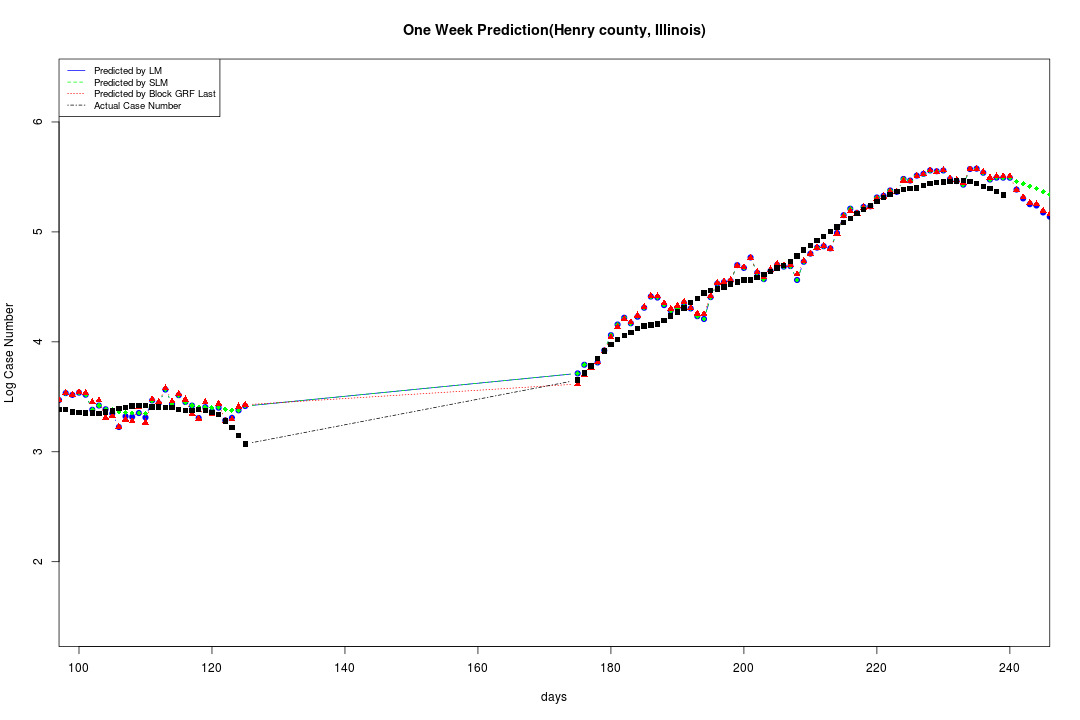 One Week Prediction(Henry county, Illinois)
Predicted by LM
Predicted by SLM
Predicted by Block GRF Last
Actual Case Number
6
5
4
3
2
Log Case Number
100 120 140 160 180 200 220 240
days